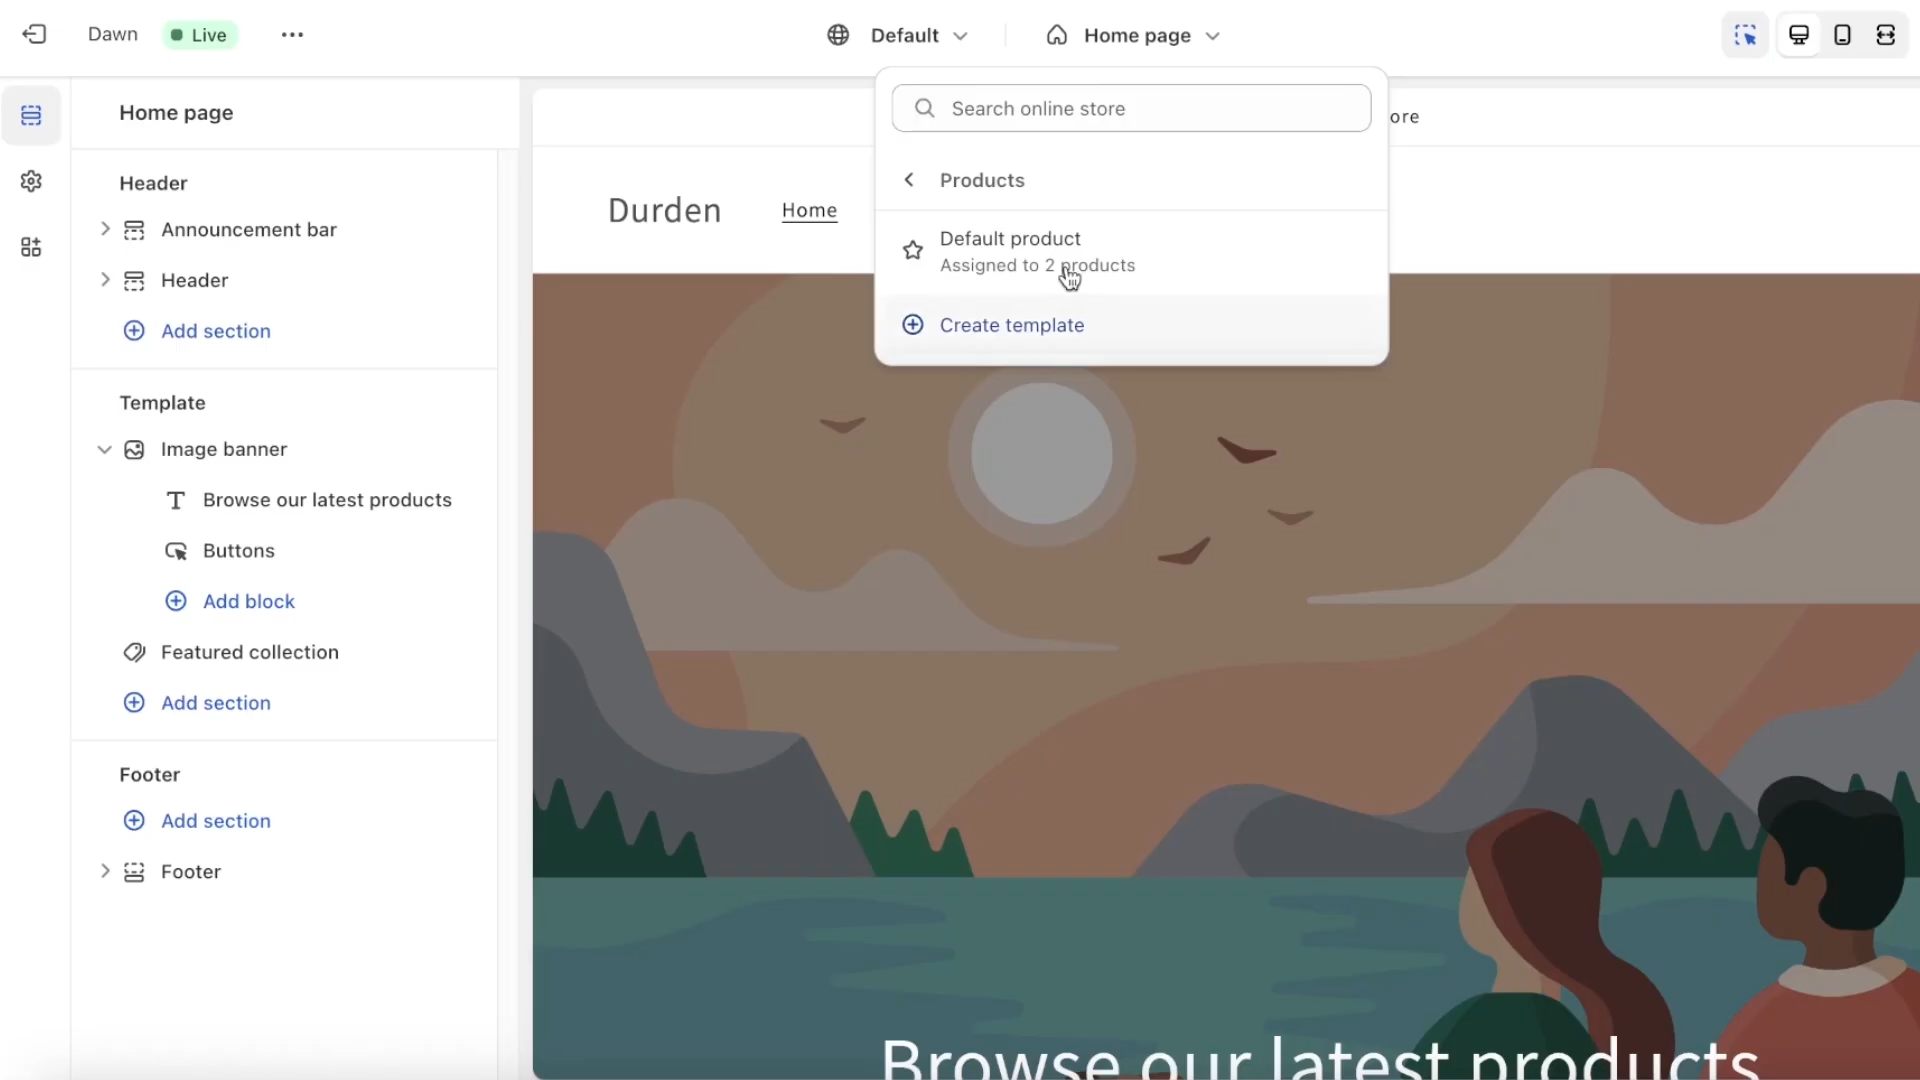 Dawn
Live
Default
Home page
Home page
Header
Announcement bar
Header
Add section
Template
Image banner
Browse our latest products
Buttons
Add block
Featured collection
Add section
Footer
Add section
Footer
Search online store
Products
Default product
Assigned to 2 products
Create template
ore
Durden
Home
Browse our latest products